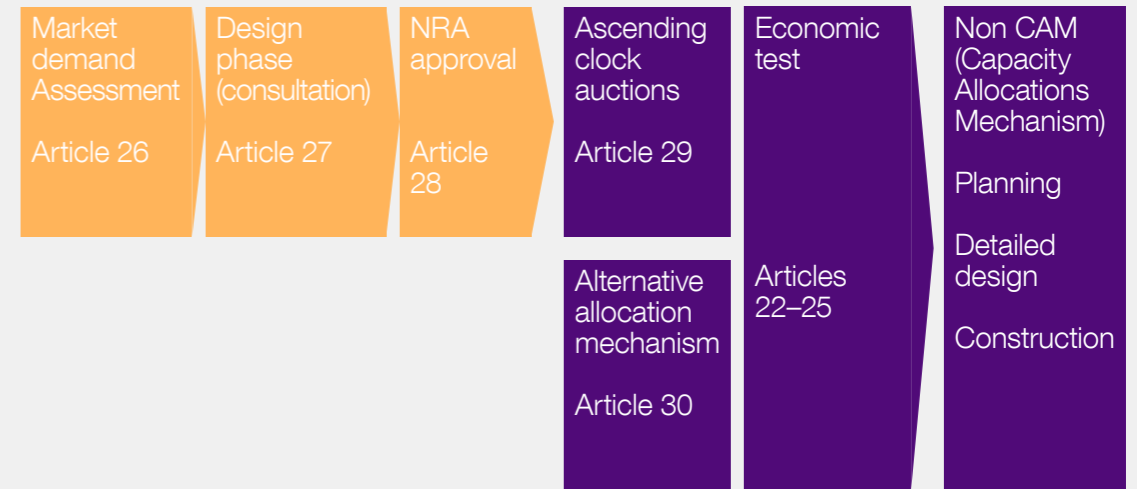 Market
demand
Assessment
Article 26
Design
phase
(consultation)
Article 27
NRA
approval
Article
28
Ascending
clock
auctions
Article 29
Alternative
allocation
mechanism
Article 30
Economic
test
Articles
22–25
Non CAM
(Capacity
Allocations
Mechanism)
Planning
Detailed
design
Construction